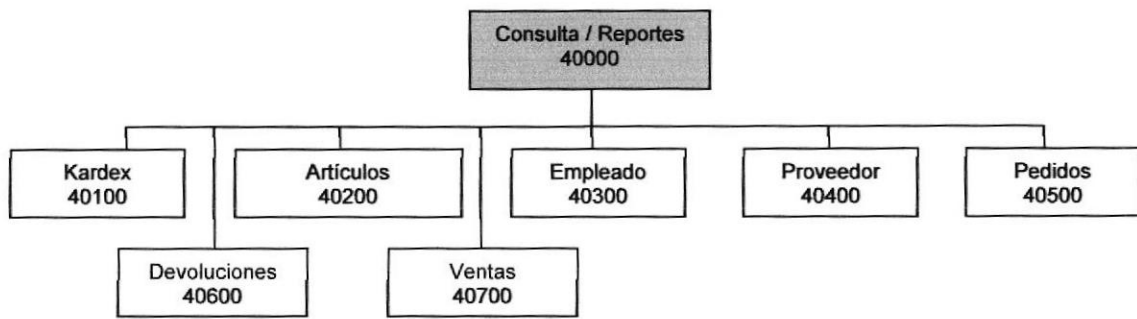 Consulta / Reportes
40000
Kardex
40100
Artículos
40200
Empleado
40300
Proveedor
40400
Pedidos
40500
Devoluciones
40600
Ventas
40700